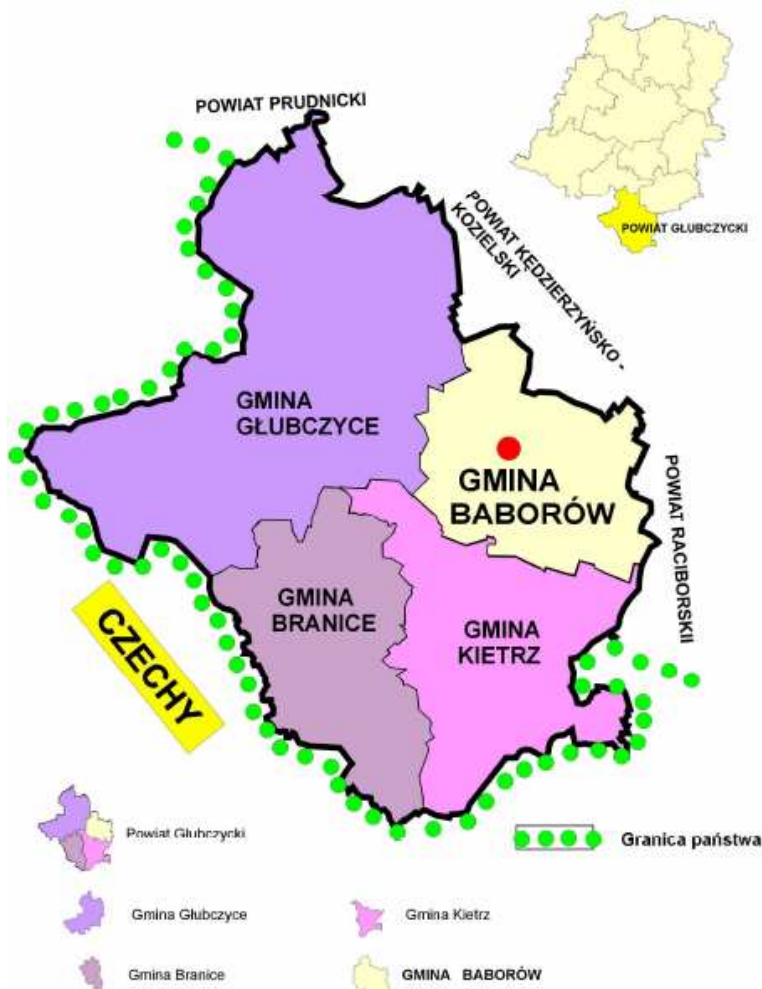 POWIAT PRUDNICKI
POWIAT KĘDZIERZYŃSKO -
KOZIELSKI
POWIAT GŁUBCZYCKI
GMINA
GŁUBCZYCE
GMINA
BABORÓW
POWIAT RACIBORSKII
GMINA
BRANICE
GMINA
KIETRZ
CZECHY
Powiat Głubczycki
Granica państwa
Gmina Głubczyce
Gmina Kietrz
Gmina Branice
GMINA BABORÓW